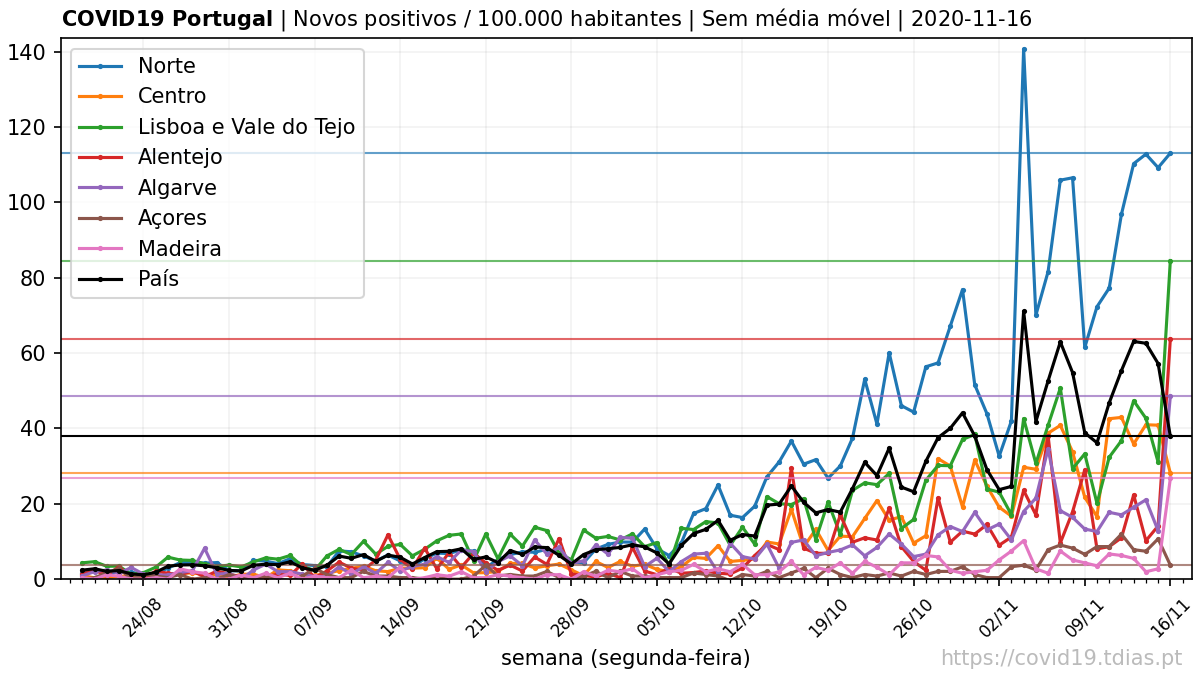 COVID19 Portugal | Novos positivos / 100.000 habitantes | Sem média móvel | 2020-11-16
140
120
100
80
60
40
20
0
Norte
Centro
Lisboa e Vale do Tejo
Alentejo
Algarve
Açores
Madeira
País
24/08
31/08
07/09
14/09
21/09
28/09
05/10
12/10
19/10
26/10
02/11
09/11
16/11
semana (segunda-feira)
https://covid19.tdias.pt